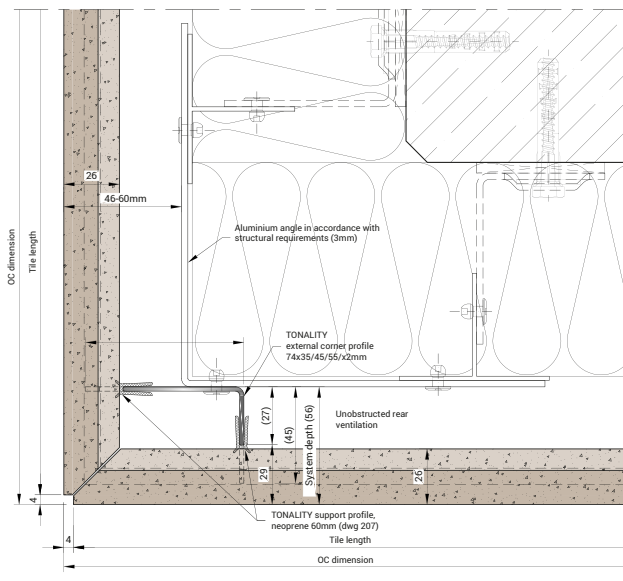 26
46-60mm
OC dimension
Tile length
Aluminium angle in accordance with
structural requirements (3mm)
TONALITY
external corner profile
74x35/45/55/x2mm
(27)
(45)
System depth (56)
Unobstructed rear
ventilation
29
26
4
TONALITY support profile,
neoprene 60mm (dwg 207)
4
Tile length
OC dimension